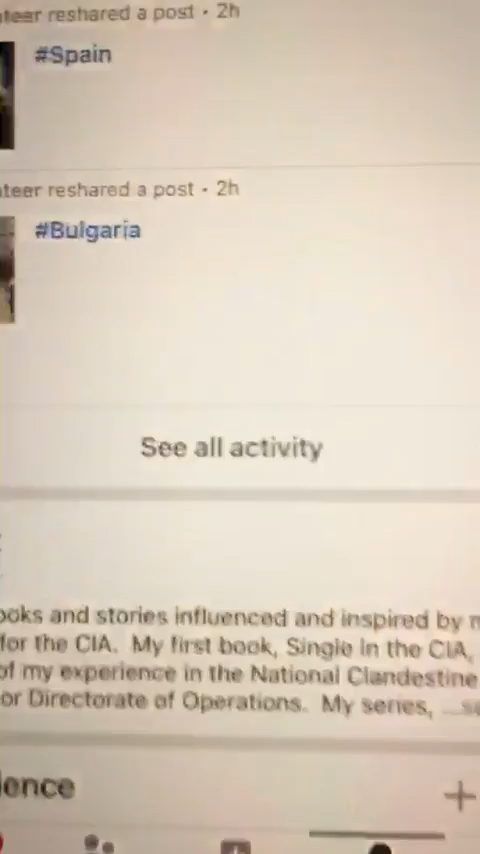 teer reshared a post • 2h
#Spain
teer reshared a post • 2h
#Bulgaria
See all activity
ooks and stories influenced and inspired by m
for the CIA. My first book, Single in the CIA,
of my experience in the National Clandestine
or Directorate of Operations. My series, ...se
ience